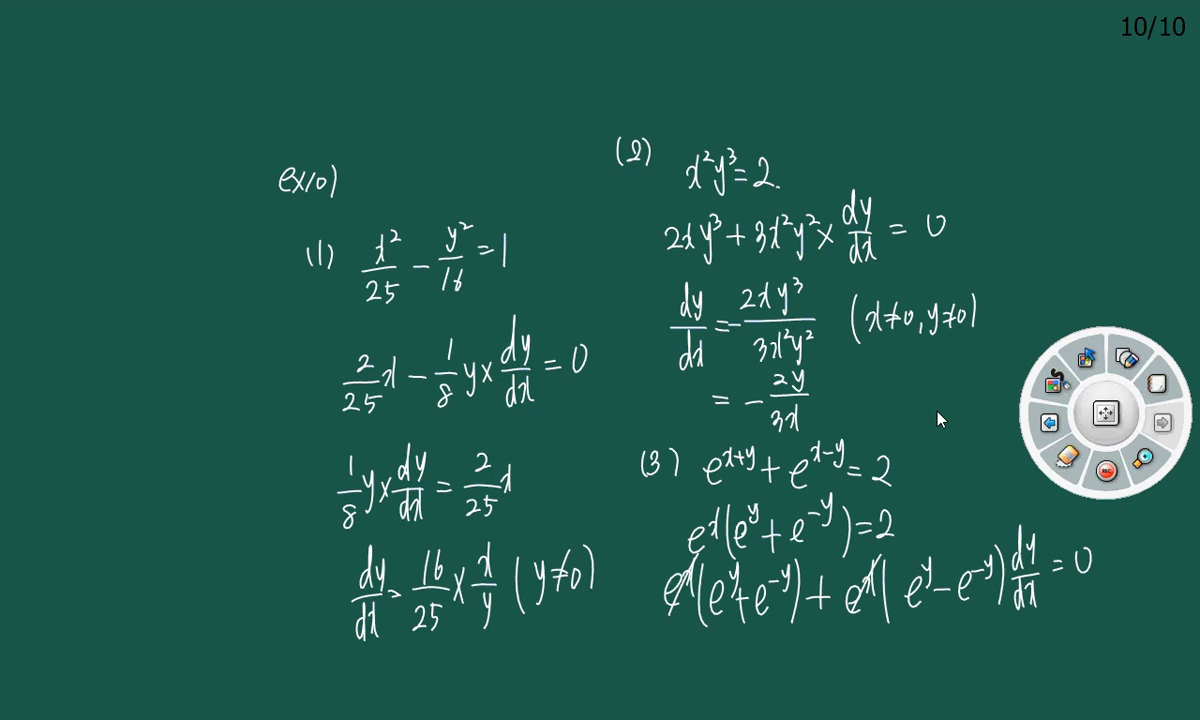 10/10
ex10)
(1) x²/25 − y²/16 = 1
2/25 x − 1/8 y × dy/dx = 0
1/8 y × dy/dx = 2/25 x
dy/dx = 16/25 × x/y (y≠0)
(2) x²y³ = 2.
2xy³ + 3x²y² × dy/dx = 0
dy/dx = − 2xy³/3x²y² (x≠0, y≠0)
= − 2y/3x
(3) e^(x+y) + e^(x−y) = 2
e^x(e^y + e^(−y)) = 2
e^x(e^y + e^(−y)) + e^x(e^y − e^(−y)) dy/dx = 0
REC